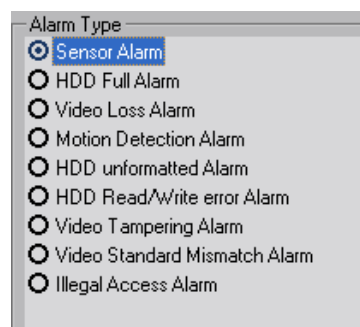 Alarm Type
Sensor Alarm
HDD Full Alarm
Video Loss Alarm
Motion Detection Alarm
HDD unformatted Alarm
HDD Read/Write error Alarm
Video Tampering Alarm
Video Standard Mismatch Alarm
Illegal Access Alarm